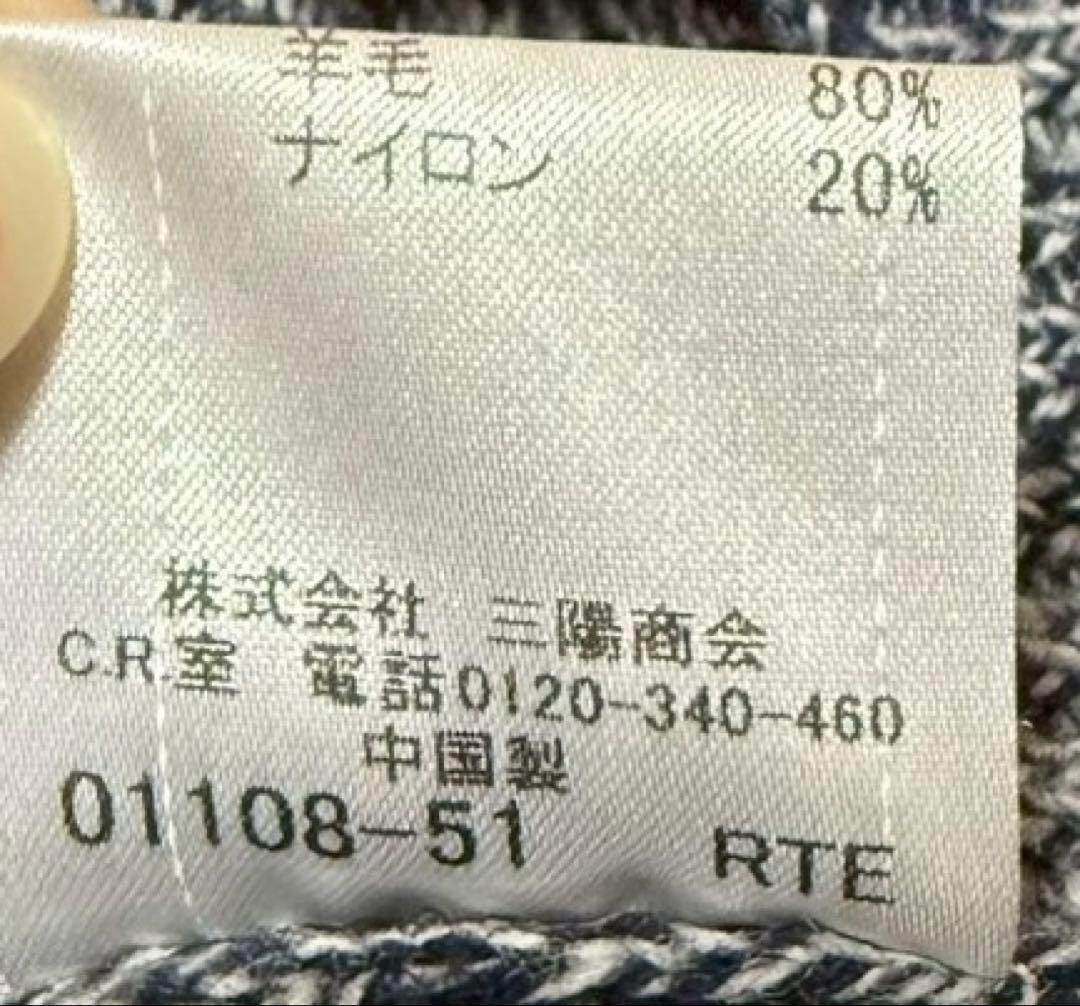 羊毛 80%
ナイロン 20%
株式会社 三陽商会
C.R.室 電話0120-340-460
中国製
01108-51 RTE